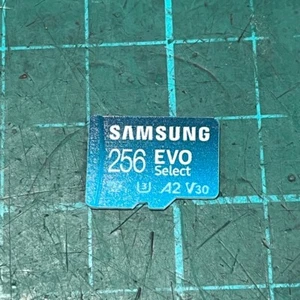 SAMSUNG
256 EVO
Select
U3 A2 V30